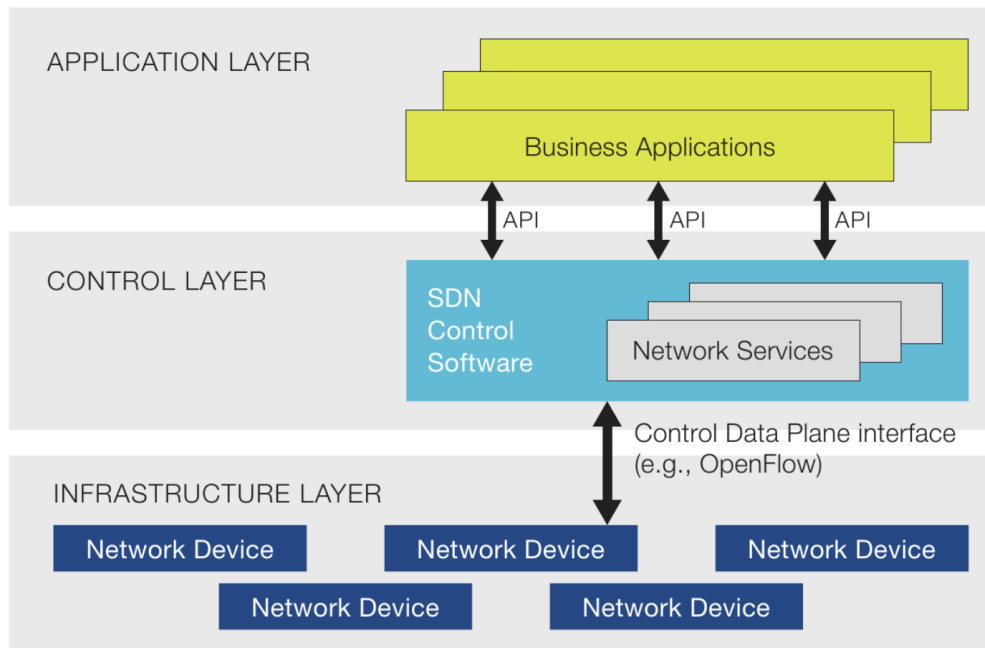 APPLICATION LAYER
Business Applications
API
API
API
CONTROL LAYER
SDN
Control
Software
Network Services
Control Data Plane interface
(e.g., OpenFlow)
INFRASTRUCTURE LAYER
Network Device
Network Device
Network Device
Network Device
Network Device